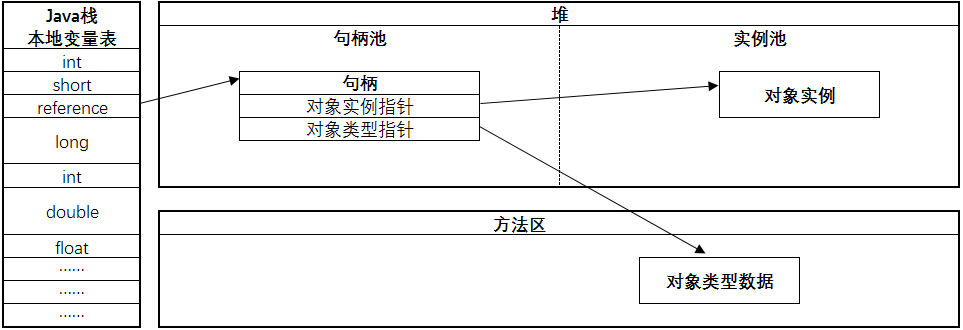 Java栈
本地变量表
int
short
reference
long
int
double
float
……
……
……
堆
句柄池
实例池
句柄
对象实例指针
对象类型指针
对象实例
方法区
对象类型数据